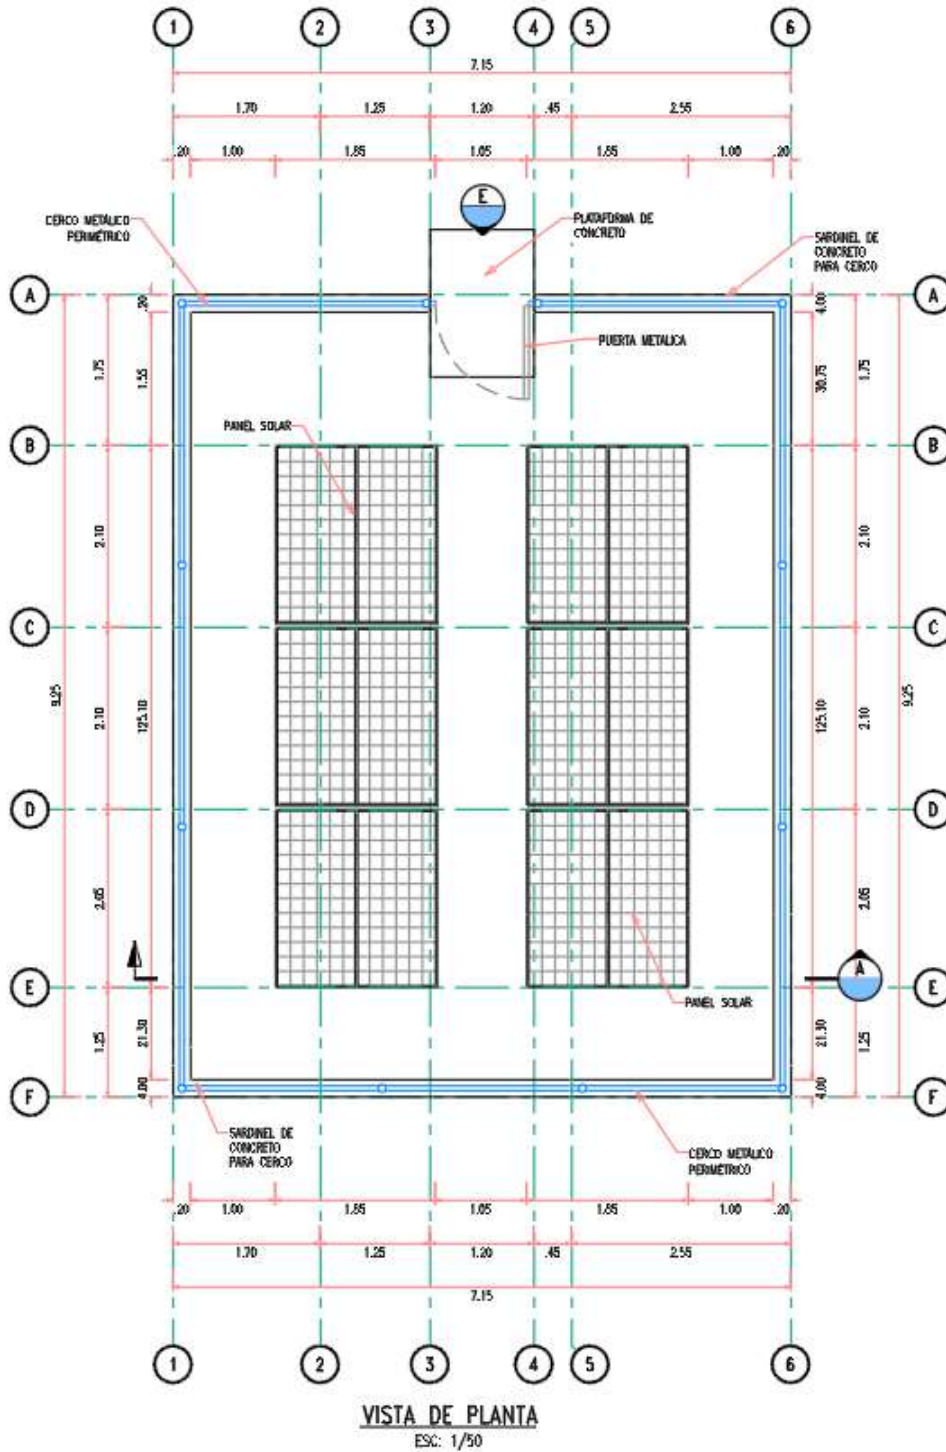 1 2 3 4 5 6
7.15
1.70 1.25 1.20 .45 2.55
.20 1.00 1.85 1.05 1.85 1.00 .20
E
CERCO METÁLICO
PERIMÉTRICO
PLATAFORMA DE
CONCRETO
SARDINEL DE
CONCRETO
PARA CERCO
A A
.20 4.00
PUERTA METALICA
1.75 1.55 30.75 1.75
PANEL SOLAR
B B
2.10 2.10
C C
9.25 2.10 125.10 125.10 2.10 9.25
D D
2.05 2.05
A
E E
PANEL SOLAR
1.25 21.30 21.30 1.25
4.00 4.00
F F
SARDINEL DE
CONCRETO
PARA CERCO
CERCO METÁLICO
PERIMÉTRICO
.20 1.00 1.85 1.05 1.85 1.00 .20
1.70 1.25 1.20 .45 2.55
7.15
1 2 3 4 5 6
VISTA DE PLANTA
ESC: 1/50